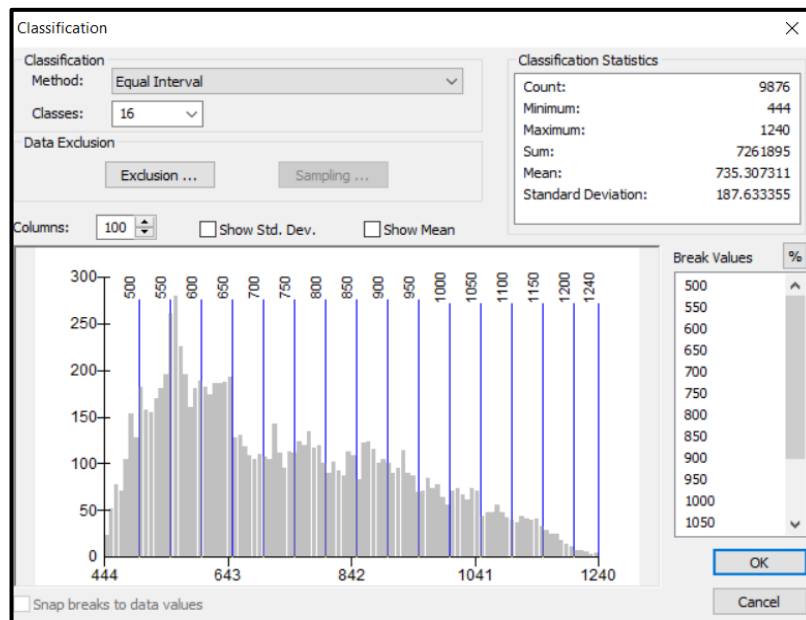 Classification
Classification
Method: Equal Interval
Classes: 16
Data Exclusion
Exclusion ... Sampling ...
Classification Statistics
Count: 9876
Minimum: 444
Maximum: 1240
Sum: 7261895
Mean: 735.307311
Standard Deviation: 187.633355
Columns: 100 Show Std. Dev. Show Mean
Break Values %
500
550
600
650
700
750
800
850
900
950
1000
1050
500 550 600 650 700 750 800 850 900 950 1000 1050 1100 1150 1200 1240
300
250
200
150
100
50
0
444 643 842 1041 1240
Snap breaks to data values
OK
Cancel